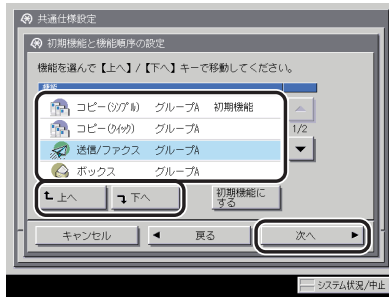 共通仕様設定
初期機能と機能順序の設定
機能を選んで【上へ】/【下へ】キーで移動してください。
機能
コピー(ｼﾝﾌﾟﾙ) グループA 初期機能
コピー(ｸｲｯｸ) グループA
送信/ファクス グループA
ボックス グループA
1/2
上へ
下へ
初期機能に
する
キャンセル
戻る
次へ
システム状況/中止